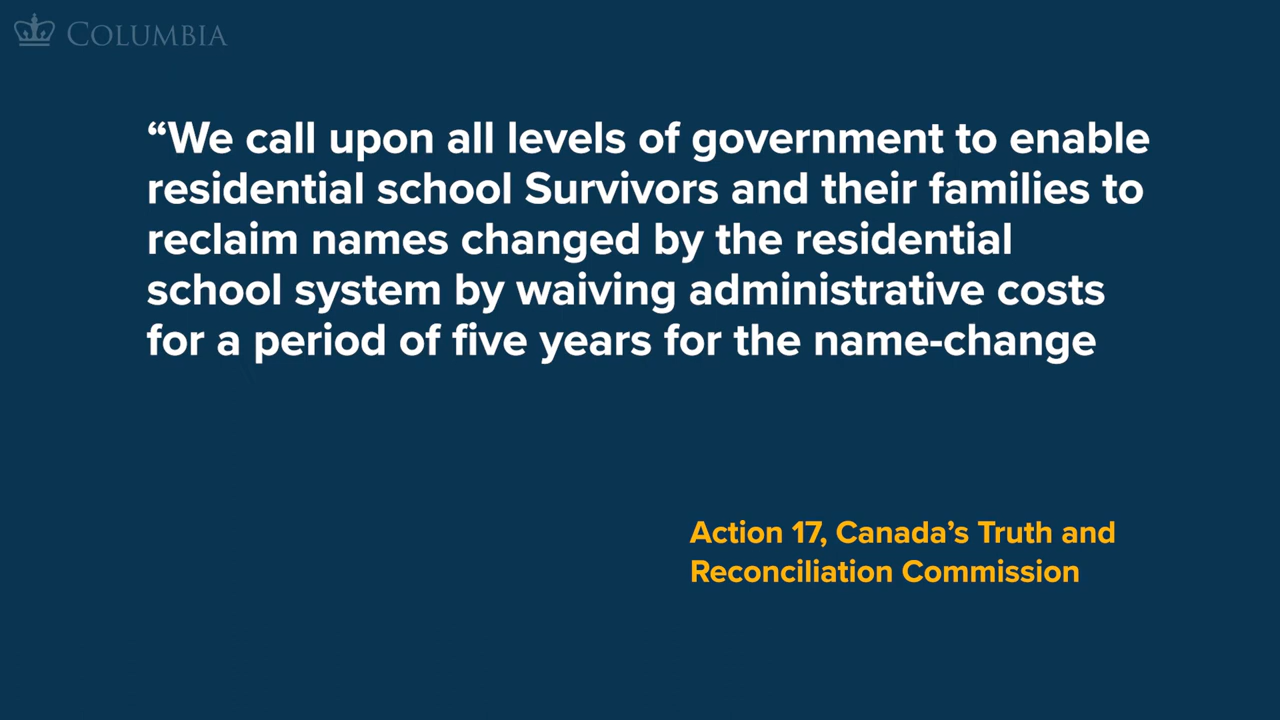 COLUMBIA
“We call upon all levels of government to enable
residential school Survivors and their families to
reclaim names changed by the residential
school system by waiving administrative costs
for a period of five years for the name-change
Action 17, Canada’s Truth and
Reconciliation Commission